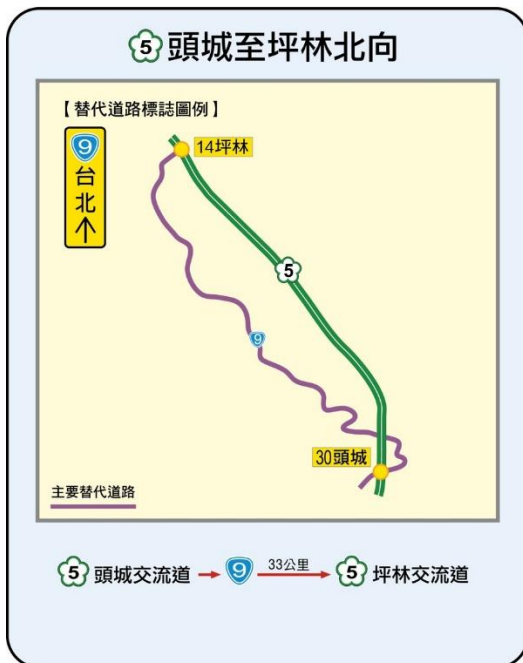 5 頭城至坪林北向
【替代道路標誌圖例】
9
台
北
14坪林
5
9
30頭城
主要替代道路
5 頭城交流道 → 9 33公里 → 5 坪林交流道